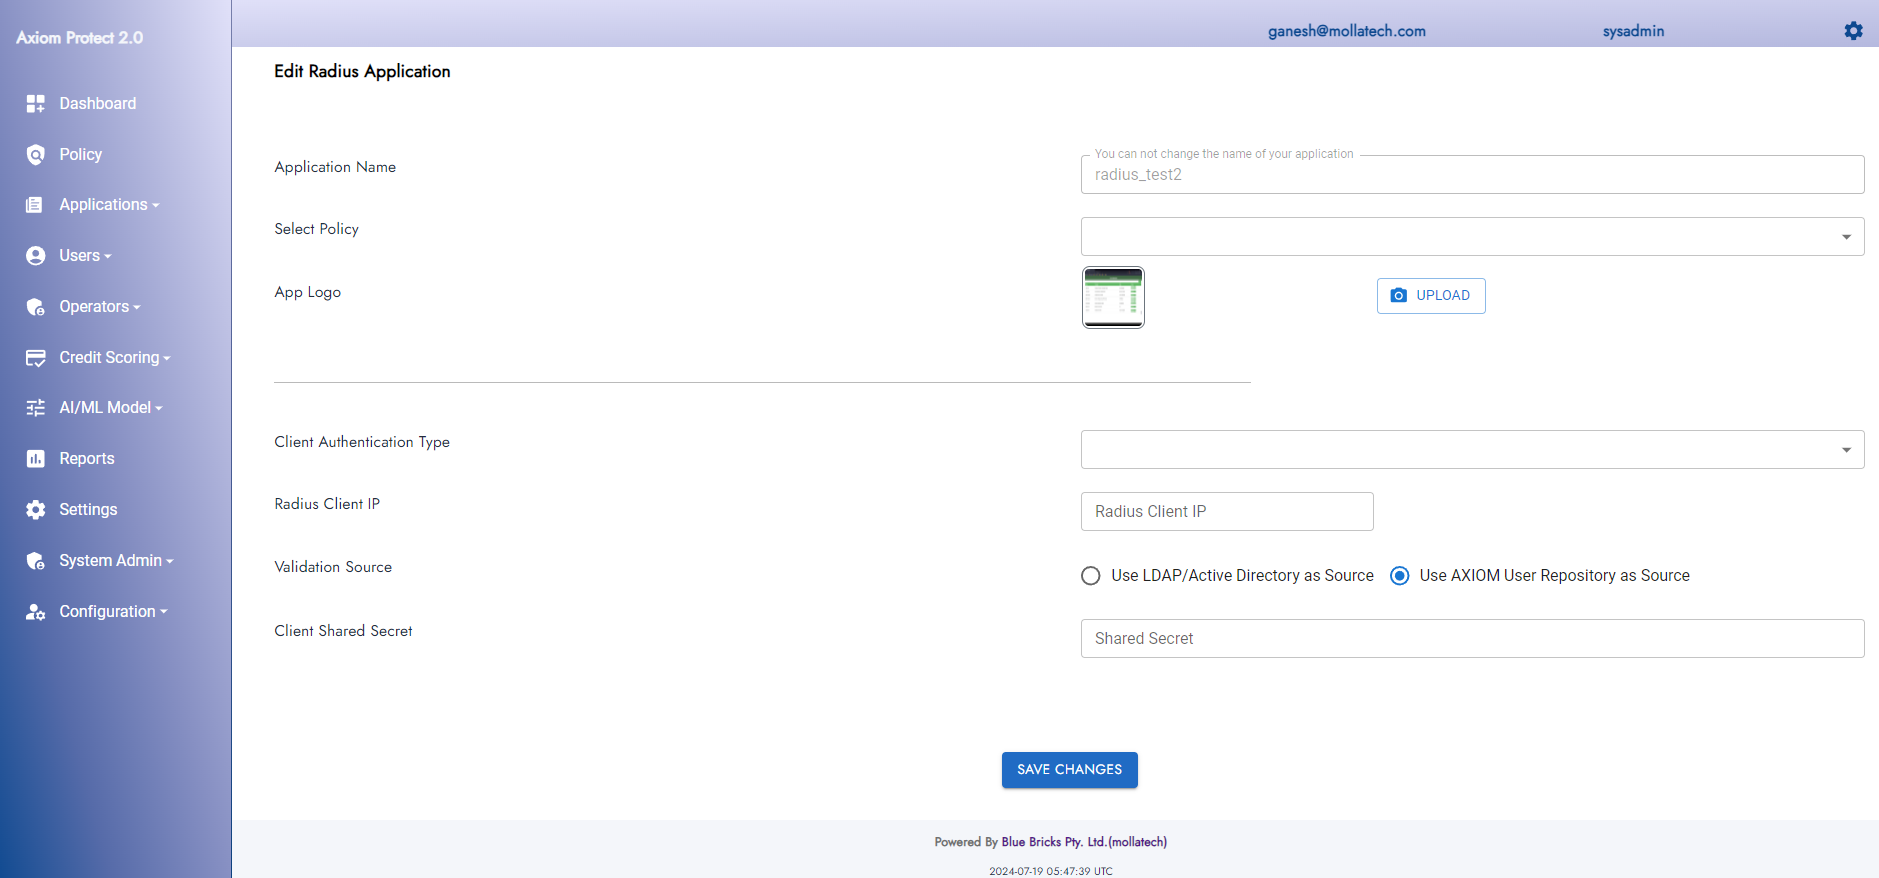 Axiom Protect 2.0
ganesh@mollatech.com
sysadmin
Dashboard
Policy
Applications
Users
Operators
Credit Scoring
AI/ML Model
Reports
Settings
System Admin
Configuration
Edit Radius Application
Application Name
You can not change the name of your application
radius_test2
Select Policy
App Logo
UPLOAD
Client Authentication Type
Radius Client IP
Radius Client IP
Validation Source
Use LDAP/Active Directory as Source
Use AXIOM User Repository as Source
Client Shared Secret
Shared Secret
SAVE CHANGES
Powered By Blue Bricks Pty. Ltd.(mollatech)
2024-07-19 05:47:39 UTC